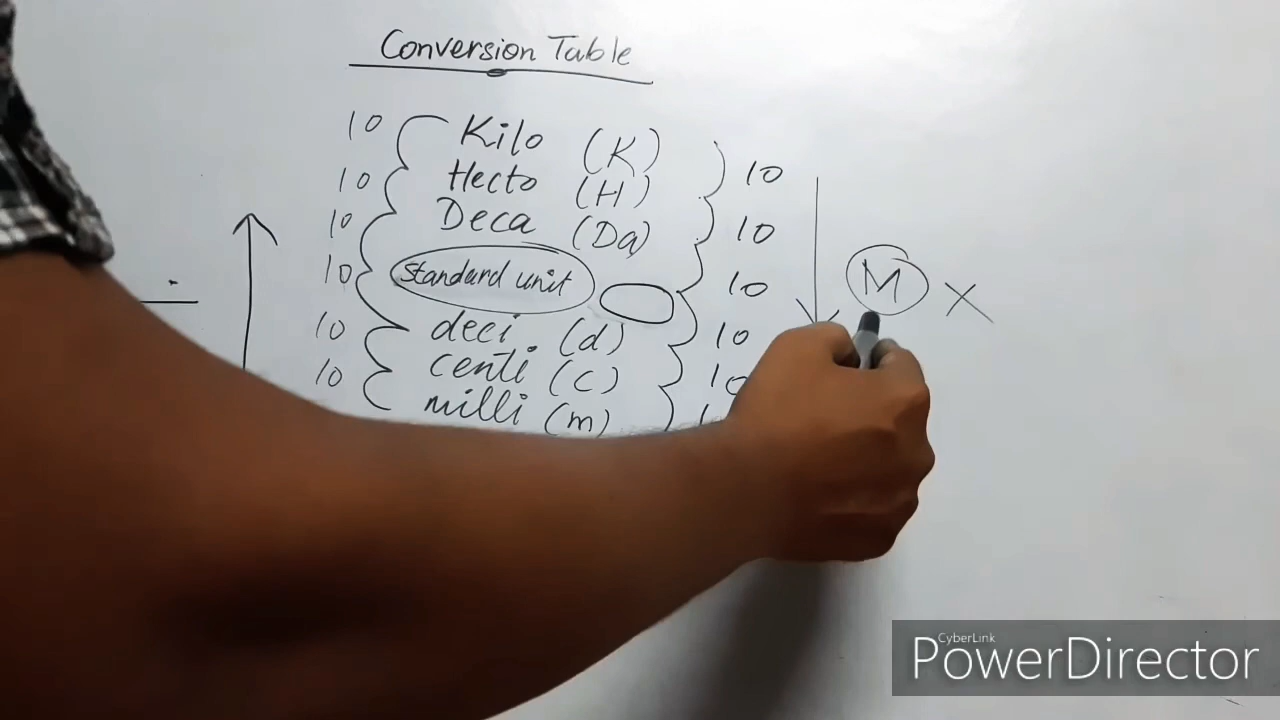 Conversion Table
10 Kilo (K) 10
10 Hecto (H) 10
10 Deca (Da) 10
10 Standard unit 10
10 deci (d) 10
10 centi (c)
milli (m)
M ×
CyberLink
PowerDirector